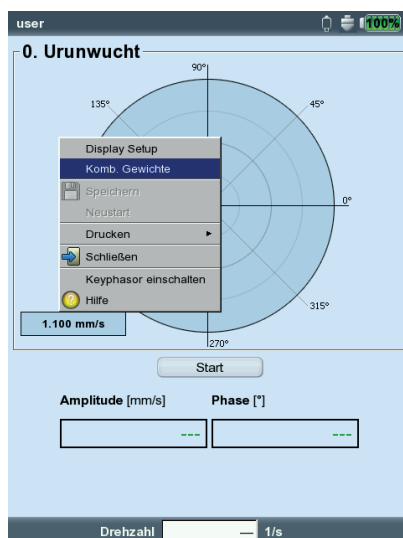 user
100%
0. Urunwucht
90°
135°
45°
Display Setup
Komb. Gewichte
Speichern
0°
Neustart
Drucken
Schließen
Keyphasor einschalten
Hilfe
315°
1.100 mm/s
270°
Start
Amplitude [mm/s] Phase [°]
--- ---
Drehzahl — 1/s